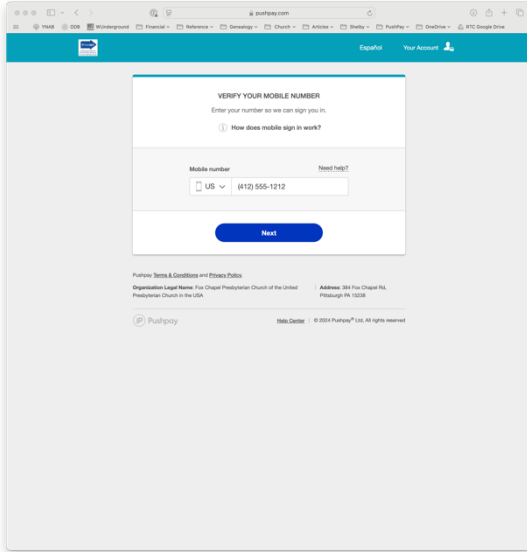 pushpay.com
YNAB
ODB
WUnderground
Financial
Reference
Genealogy
Church
Articles
Shelby
PushPay
OneDrive
RTC Google Drive
Español
Your Account
VERIFY YOUR MOBILE NUMBER
Enter your number so we can sign you in.
How does mobile sign in work?
Mobile number
Need help?
US
(412) 555-1212
Next
Pushpay Terms & Conditions and Privacy Policy.
Organization Legal Name: Fox Chapel Presbyterian Church of the United
Presbyterian Church in the USA
Address: 384 Fox Chapel Rd,
Pittsburgh PA 15238
Pushpay
Help Center
© 2024 Pushpay® Ltd, All rights reserved